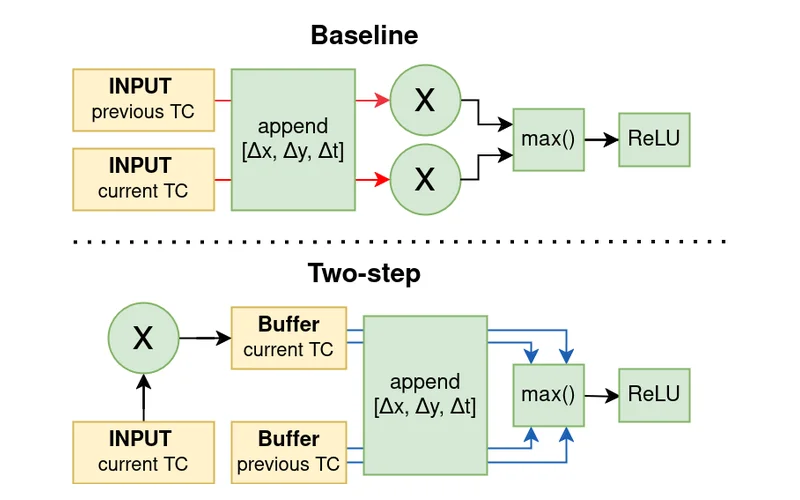 Baseline
INPUT
previous TC
INPUT
current TC
append
[Δx, Δy, Δt]
X
X
max()
ReLU
Two-step
X
INPUT
current TC
Buffer
current TC
Buffer
previous TC
append
[Δx, Δy, Δt]
max()
ReLU